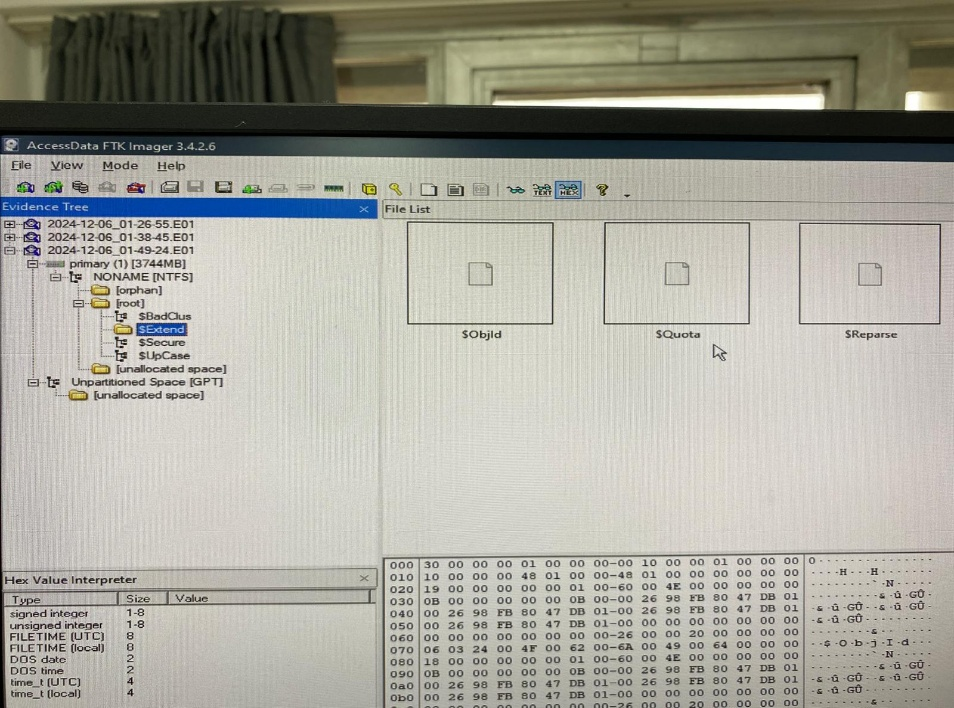 AccessData FTK Imager 3.4.2.6
File View Mode Help
TEXT HEX
Evidence Tree
2024-12-06_01-26-55.E01
2024-12-06_01-38-45.E01
2024-12-06_01-49-24.E01
primary (1) [3744MB]
NONAME [NTFS]
[orphan]
[root]
$BadClus
$Extend
$Secure
$UpCase
[unallocated space]
Unpartitioned Space [GPT]
[unallocated space]
File List
$ObjId $Quota $Reparse
Hex Value Interpreter
Type Size Value
signed integer 1-8
unsigned integer 1-8
FILETIME (UTC) 8
FILETIME (local) 8
DOS date 2
DOS time 2
time_t (UTC) 4
time_t (local) 4
000 30 00 00 00 01 00 00 00-00 10 00 00 01 00 00 00
010 10 00 00 00 48 01 00 00-48 01 00 00 00 00 00 00
020 19 00 00 00 00 00 01 00-60 00 4E 00 00 00 00 00
030 0B 00 00 00 00 00 0B 00-00 26 98 FB 80 47 DB 01
040 00 26 98 FB 80 47 DB 01-00 26 98 FB 80 47 DB 01
050 00 26 98 FB 80 47 DB 01-00 00 00 00 00 00 00 00
060 00 00 00 00 00 00 00 00-26 00 00 20 00 00 00 00
070 06 03 24 00 4F 00 62 00-6A 00 49 00 64 00 00 00
080 18 00 00 00 00 00 01 00-60 00 4E 00 00 00 00 00
090 0B 00 00 00 00 00 0B 00-00 26 98 FB 80 47 DB 01
0a0 00 26 98 FB 80 47 DB 01-00 26 98 FB 80 47 DB 01
0b0 00 26 98 FB 80 47 DB 01-00 00 00 00 00 00 00 00